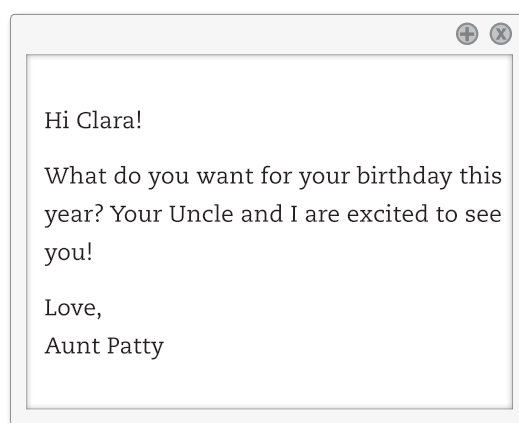 Hi Clara!
What do you want for your birthday this
year? Your Uncle and I are excited to see
you!
Love,
Aunt Patty